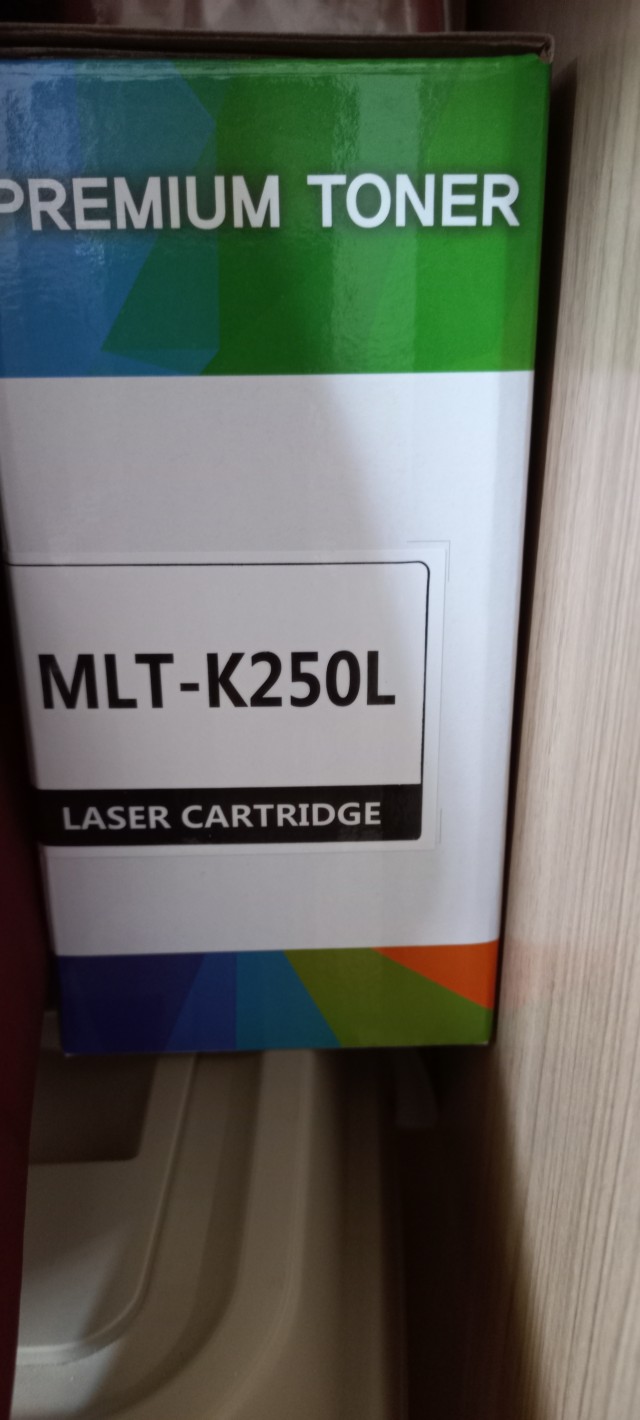 PREMIUM TONER
MLT-K250L
LASER CARTRIDGE